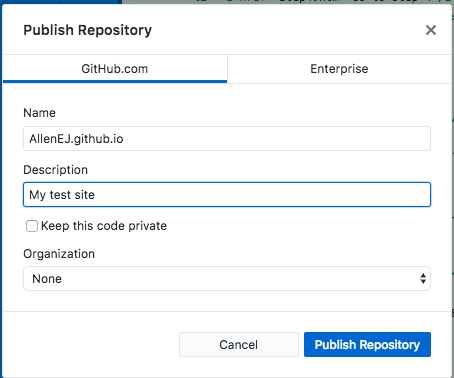 Publish Repository
GitHub.com
Enterprise
Name
AllenEJ.github.io
Description
My test site
Keep this code private
Organization
None
Cancel
Publish Repository